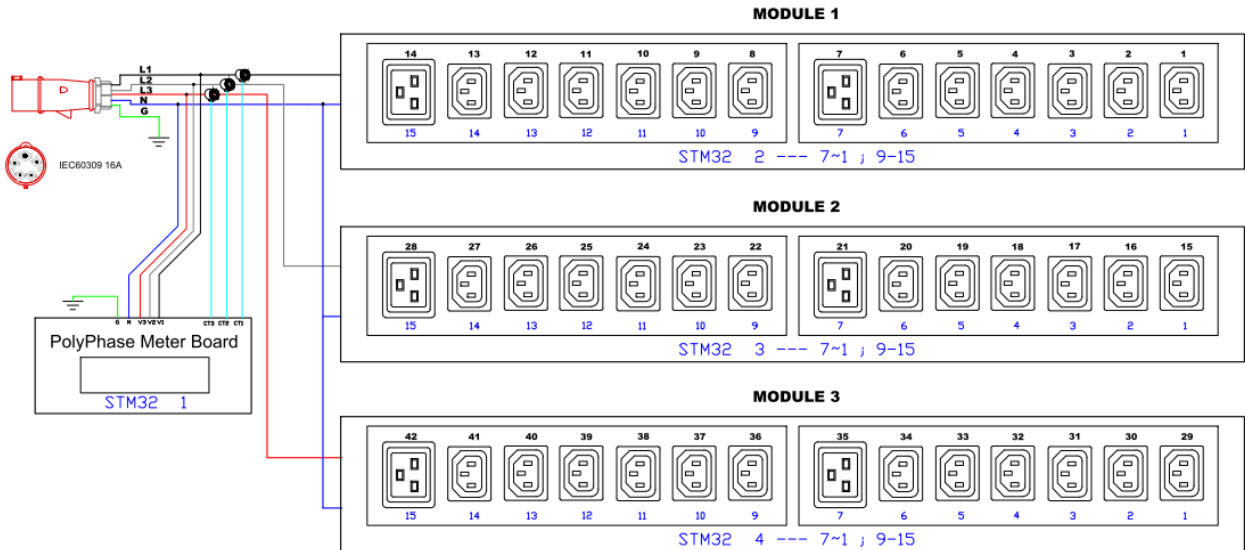 MODULE 1
14 13 12 11 10 9 8 7 6 5 4 3 2 1
15 14 13 12 11 10 9 7 6 5 4 3 2 1
STM32 2 --- 7~1 ; 9-15
L1
L2
L3
N
G
IEC60309 16A
MODULE 2
28 27 26 25 24 23 22 21 20 19 18 17 16 15
15 14 13 12 11 10 9 7 6 5 4 3 2 1
STM32 3 --- 7~1 ; 9-15
G N V3 V2 V1 CT3 CT2 CT1
PolyPhase Meter Board
STM32 1
MODULE 3
42 41 40 39 38 37 36 35 34 33 32 31 30 29
15 14 13 12 11 10 9 7 6 5 4 3 2 1
STM32 4 --- 7~1 ; 9-15